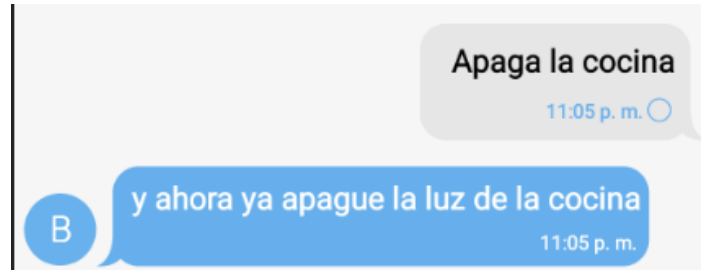 Apaga la cocina
11:05 p. m.
y ahora ya apague la luz de la cocina
B
11:05 p. m.